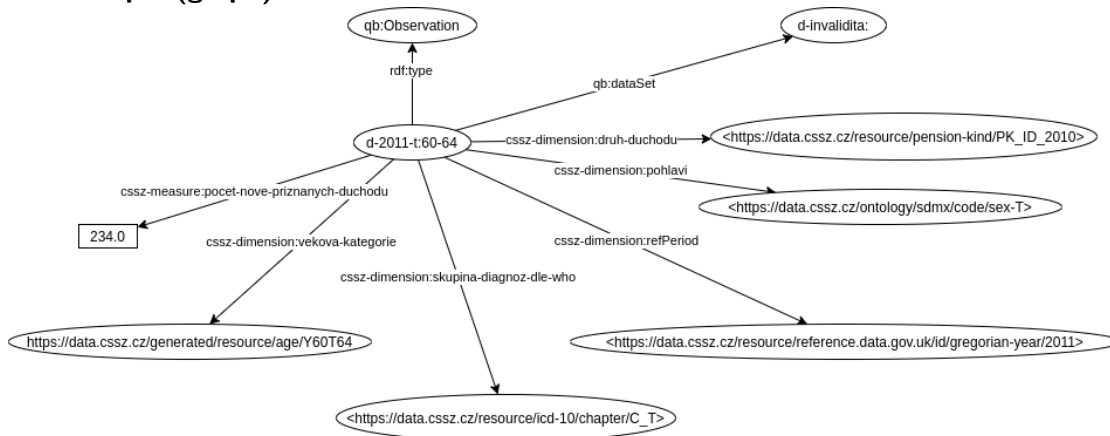 qb:Observation
d-invalidita:
rdf:type
qb:dataSet
d-2011-t:60-64
cssz-dimension:druh-duchodu
<https://data.cssz.cz/resource/pension-kind/PK_ID_2010>
cssz-dimension:pohlavi
cssz-measure:pocet-nove-priznanych-duchodu
<https://data.cssz.cz/ontology/sdmx/code/sex-T>
234.0
cssz-dimension:vekova-kategorie
cssz-dimension:refPeriod
cssz-dimension:skupina-diagnoz-dle-who
https://data.cssz.cz/generated/resource/age/Y60T64
<https://data.cssz.cz/resource/reference.data.gov.uk/id/gregorian-year/2011>
<https://data.cssz.cz/resource/icd-10/chapter/C_T>